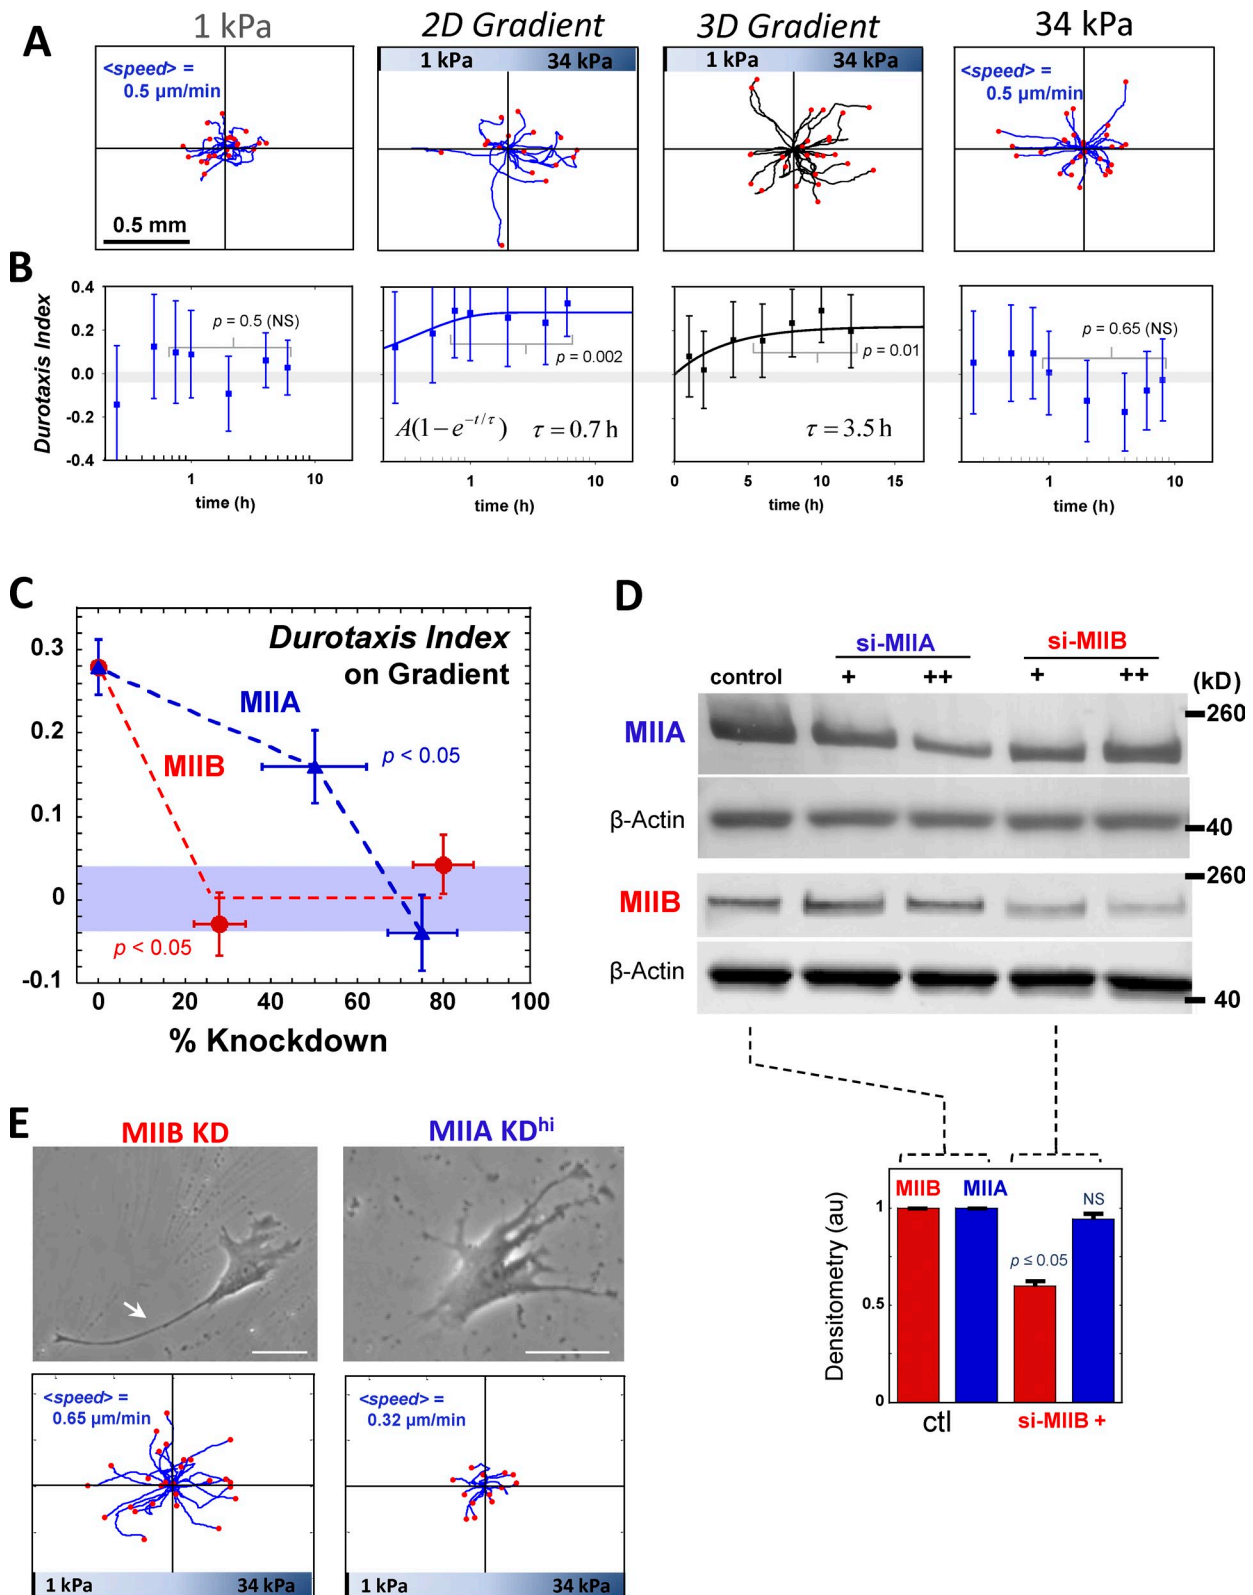 A
1 kPa
2D Gradient
3D Gradient
34 kPa
<speed> =
0.5 µm/min
1 kPa 34 kPa
1 kPa 34 kPa
<speed> =
0.5 µm/min
0.5 mm
B
Durotaxis Index
0.4
0.2
0.0
-0.2
-0.4
p = 0.5 (NS)
1 10
time (h)
p = 0.002
A(1−e^{−t/τ}) τ = 0.7 h
1 10
time (h)
p = 0.01
τ = 3.5 h
0 5 10 15
time (h)
p = 0.65 (NS)
1 10
time (h)
C
Durotaxis Index
on Gradient
0.3
0.2
0.1
0
-0.1
MIIA
MIIB
p < 0.05
p < 0.05
0 20 40 60 80 100
% Knockdown
D
si-MIIA si-MIIB
control + ++ + ++ (kD)
MIIA
260
β-Actin
40
MIIB
260
β-Actin
40
Densitometry (au)
1
0.5
0
MIIB MIIA
p ≤ 0.05
NS
ctl si-MIIB +
E
MIIB KD
MIIA KD^hi
<speed> =
0.65 µm/min
1 kPa 34 kPa
<speed> =
0.32 µm/min
1 kPa 34 kPa